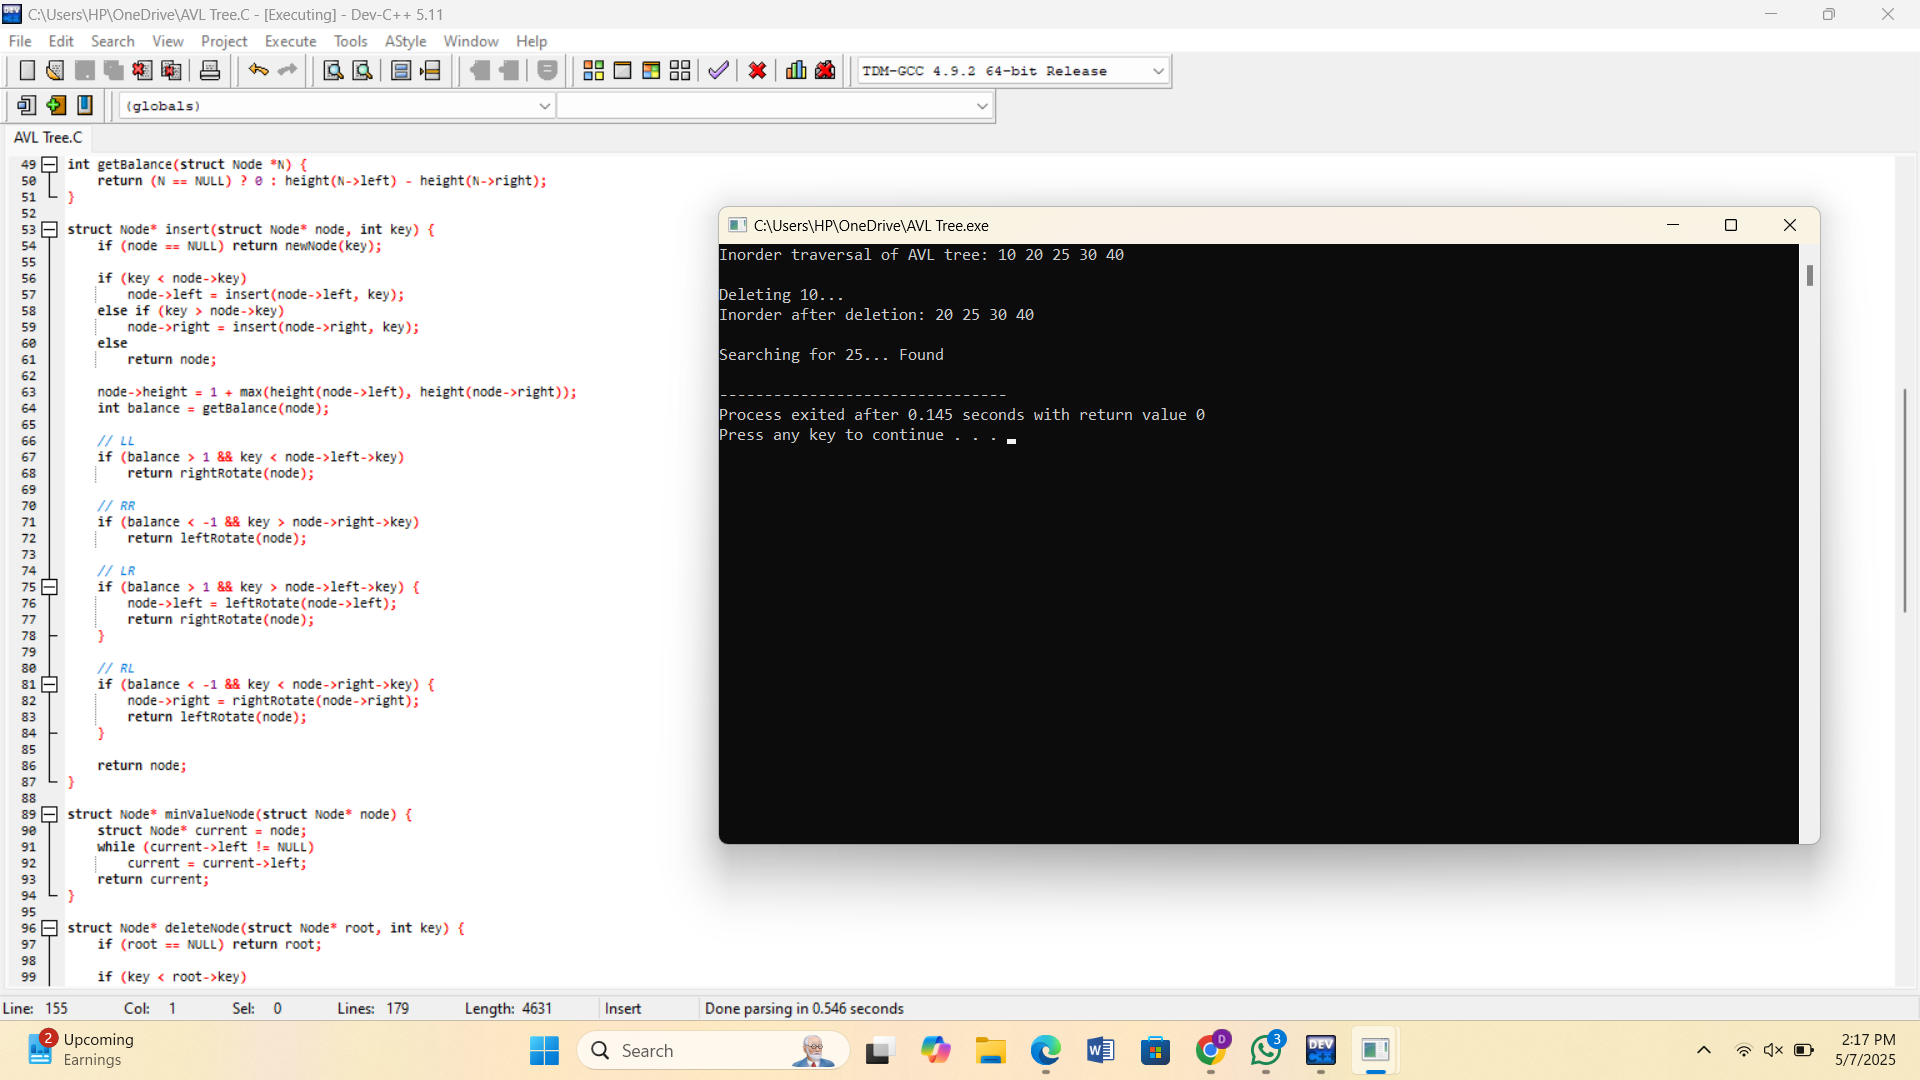 C:\Users\HP\OneDrive\AVL Tree.C - [Executing] - Dev-C++ 5.11
File Edit Search View Project Execute Tools AStyle Window Help
TDM-GCC 4.9.2 64-bit Release
(globals)
AVL Tree.C
49 int getBalance(struct Node *N) {
50 return (N == NULL) ? 0 : height(N->left) - height(N->right);
51 }
52
53 struct Node* insert(struct Node* node, int key) {
54 if (node == NULL) return newNode(key);
55
56 if (key < node->key)
57 node->left = insert(node->left, key);
58 else if (key > node->key)
59 node->right = insert(node->right, key);
60 else
61 return node;
62
63 node->height = 1 + max(height(node->left), height(node->right));
64 int balance = getBalance(node);
65
66 // LL
67 if (balance > 1 && key < node->left->key)
68 return rightRotate(node);
69
70 // RR
71 if (balance < -1 && key > node->right->key)
72 return leftRotate(node);
73
74 // LR
75 if (balance > 1 && key > node->left->key) {
76 node->left = leftRotate(node->left);
77 return rightRotate(node);
78 }
79
80 // RL
81 if (balance < -1 && key < node->right->key) {
82 node->right = rightRotate(node->right);
83 return leftRotate(node);
84 }
85
86 return node;
87 }
88
89 struct Node* minValueNode(struct Node* node) {
90 struct Node* current = node;
91 while (current->left != NULL)
92 current = current->left;
93 return current;
94 }
95
96 struct Node* deleteNode(struct Node* root, int key) {
97 if (root == NULL) return root;
98
99 if (key < root->key)
C:\Users\HP\OneDrive\AVL Tree.exe
Inorder traversal of AVL tree: 10 20 25 30 40
Deleting 10...
Inorder after deletion: 20 25 30 40
Searching for 25... Found
--------------------------------
Process exited after 0.145 seconds with return value 0
Press any key to continue . . .
Line: 155 Col: 1 Sel: 0 Lines: 179 Length: 4631 Insert Done parsing in 0.546 seconds
2
Upcoming
Earnings
Search
D
3
DEV
2:17 PM
5/7/2025